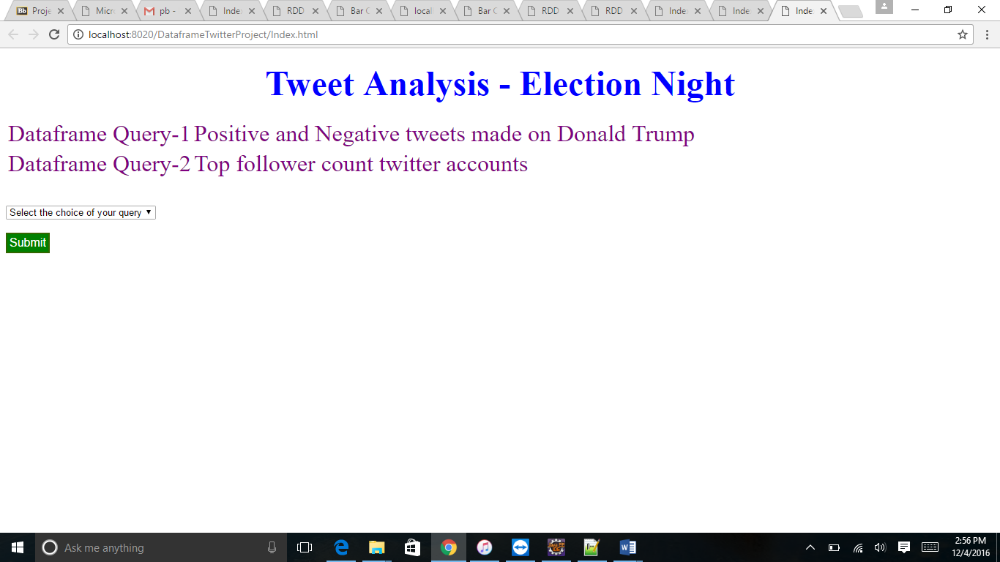 Proje Micr pb - Inde RDD Bar C local Bar C RDD RDD Inde Inde Inde
localhost:8020/DataframeTwitterProject/Index.html
Tweet Analysis - Election Night
Dataframe Query-1 Positive and Negative tweets made on Donald Trump
Dataframe Query-2 Top follower count twitter accounts
Select the choice of your query
Submit
Ask me anything
2:56 PM
12/4/2016